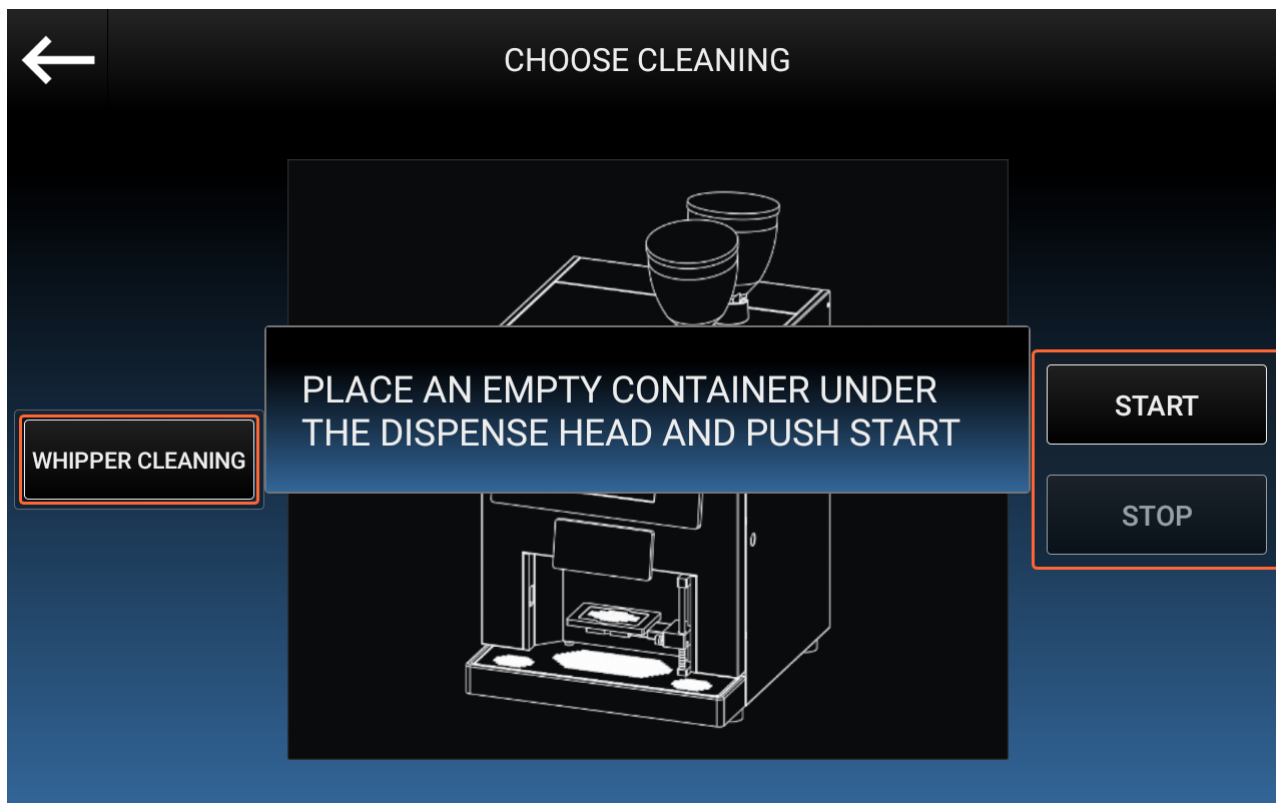 CHOOSE CLEANING
PLACE AN EMPTY CONTAINER UNDER
THE DISPENSE HEAD AND PUSH START
WHIPPER CLEANING
START
STOP